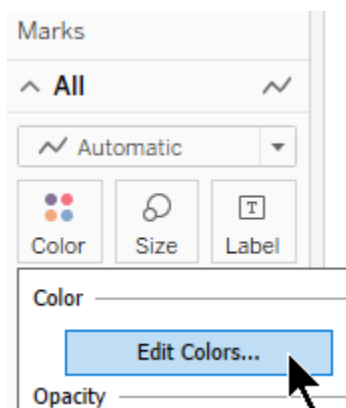 Marks
All
Automatic
Color Size Label
T
Color
Edit Colors...
Opacity